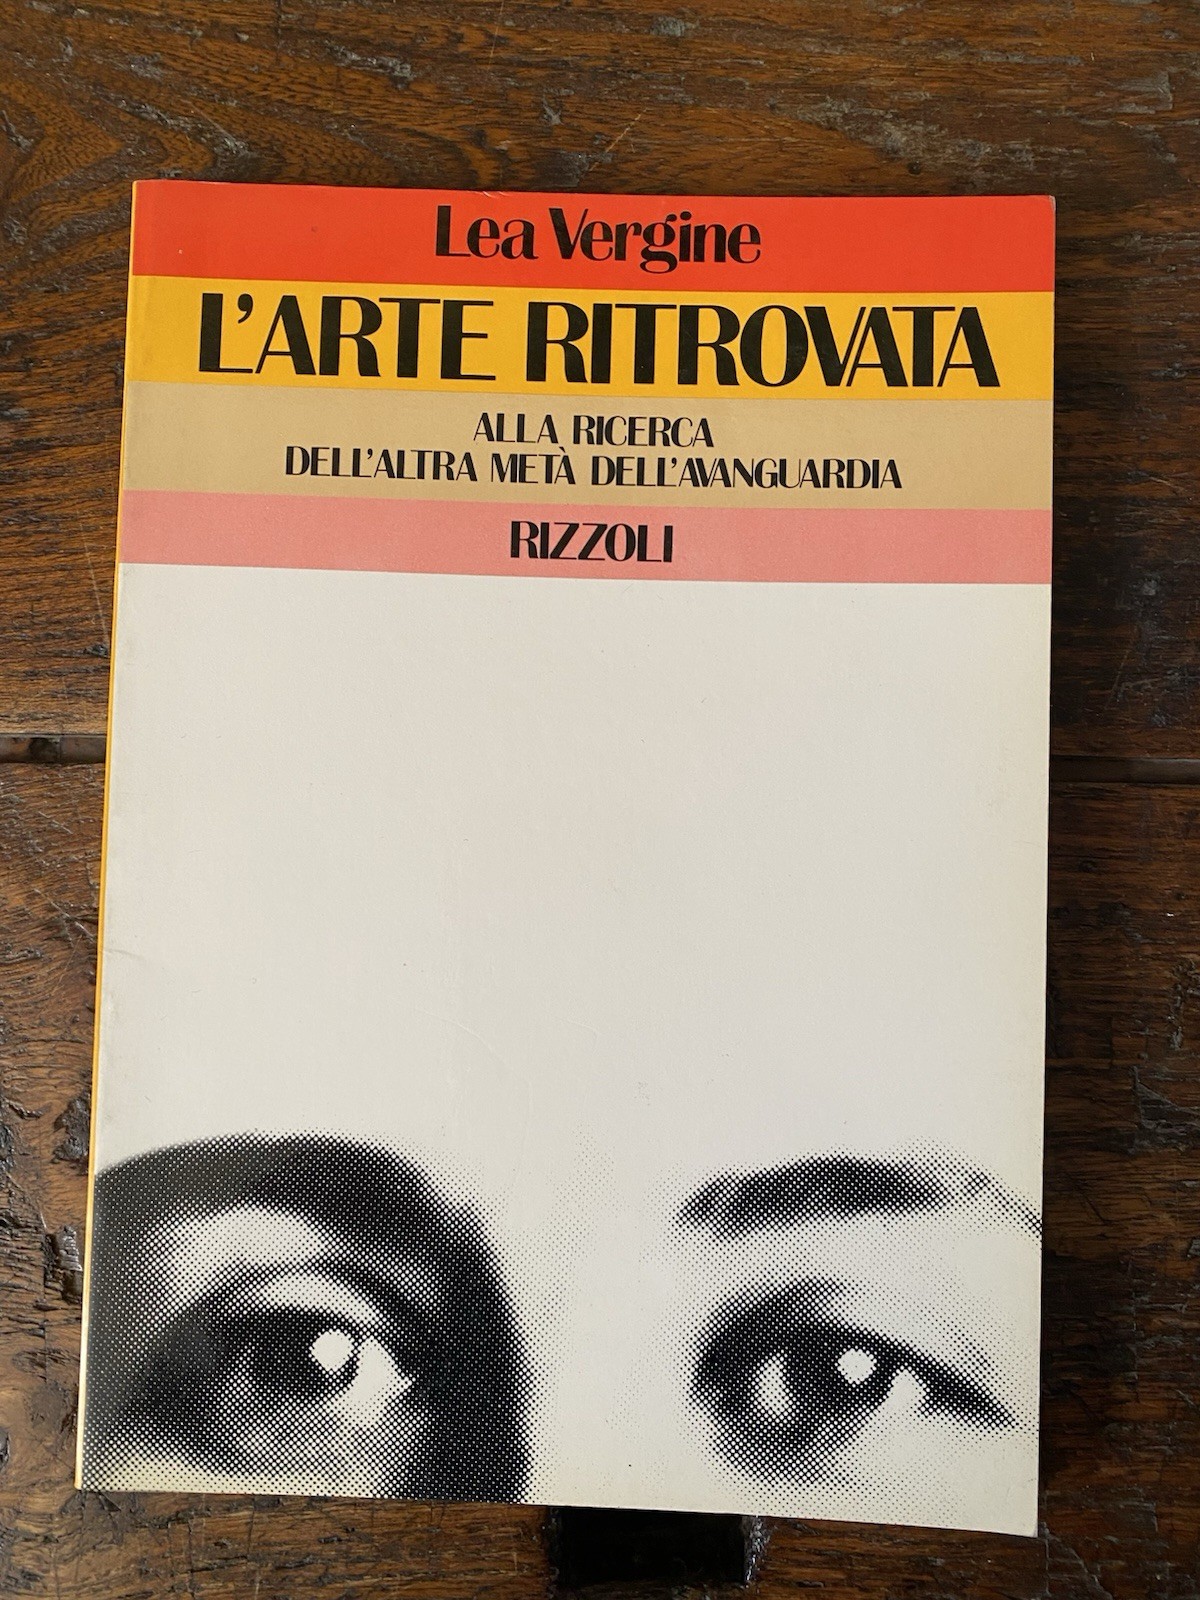 Lea Vergine
L'ARTE RITROVATA
ALLA RICERCA
DELL'ALTRA METÀ DELL'AVANGUARDIA
RIZZOLI